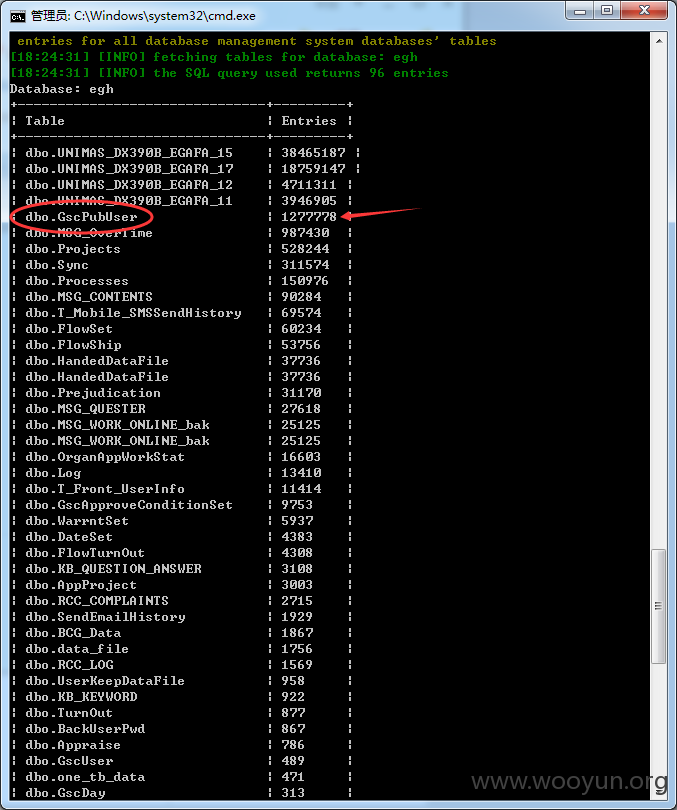 管理员: C:\Windows\system32\cmd.exe
entries for all database management system databases' tables
[18:24:31] [INFO] fetching tables for database: egh
[18:24:31] [INFO] the SQL query used returns 96 entries
Database: egh
+--------------------------------+---------+
| Table | Entries |
+--------------------------------+---------+
| dbo.UNIMAS_DX390B_EGAFA_15 | 38465187 |
| dbo.UNIMAS_DX390B_EGAFA_17 | 18759147 |
| dbo.UNIMAS_DX390B_EGAFA_12 | 4711311 |
| dbo.UNIMAS_DX390B_EGAFA_11 | 3946905 |
| dbo.GscPubUser | 1277778 |
| dbo.MSG_OverTime | 987430 |
| dbo.Projects | 528244 |
| dbo.Sync | 311574 |
| dbo.Processes | 150976 |
| dbo.MSG_CONTENTS | 90284 |
| dbo.T_Mobile_SMSSendHistory | 69574 |
| dbo.FlowSet | 60234 |
| dbo.FlowShip | 53756 |
| dbo.HandedDataFile | 37736 |
| dbo.HandedDataFile | 37736 |
| dbo.Prejudication | 31170 |
| dbo.MSG_QUESTER | 27618 |
| dbo.MSG_WORK_ONLINE_bak | 25125 |
| dbo.MSG_WORK_ONLINE_bak | 25125 |
| dbo.OrganAppWorkStat | 16603 |
| dbo.Log | 13410 |
| dbo.T_Front_UserInfo | 11414 |
| dbo.GscApproveConditionSet | 9753 |
| dbo.WarrntSet | 5937 |
| dbo.DateSet | 4383 |
| dbo.FlowTurnOut | 4308 |
| dbo.KB_QUESTION_ANSWER | 3108 |
| dbo.AppProject | 3003 |
| dbo.RCC_COMPLAINTS | 2715 |
| dbo.SendEmailHistory | 1929 |
| dbo.BCG_Data | 1867 |
| dbo.data_file | 1756 |
| dbo.RCC_LOG | 1569 |
| dbo.UserKeepDataFile | 958 |
| dbo.KB_KEYWORD | 922 |
| dbo.TurnOut | 877 |
| dbo.BackUserPwd | 867 |
| dbo.Appraise | 786 |
| dbo.GscUser | 489 |
| dbo.one_tb_data | 471 |
| dbo.GscDay | 313 |
www.wooyun.org